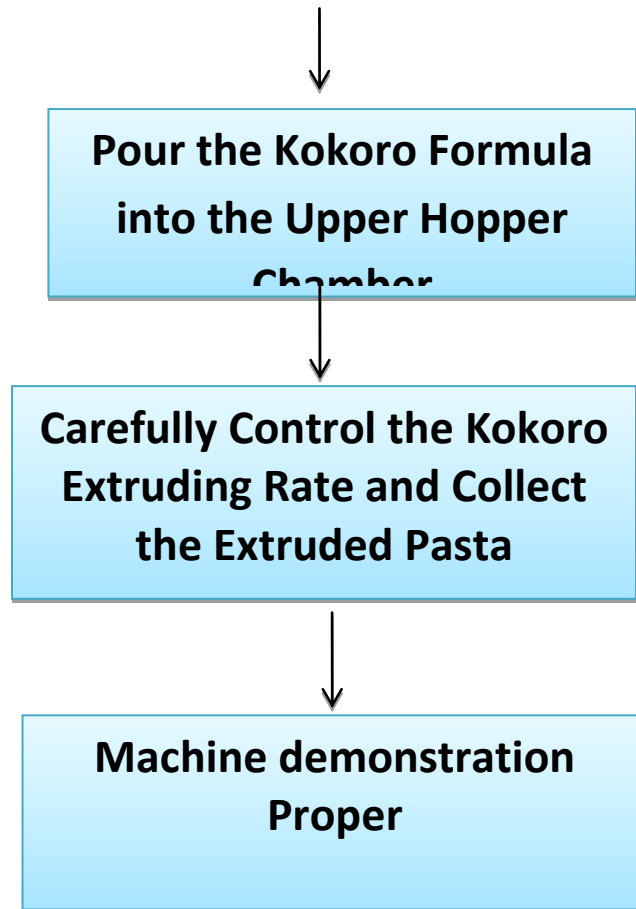 Pour the Kokoro Formula
into the Upper Hopper
Chamber
Carefully Control the Kokoro
Extruding Rate and Collect
the Extruded Pasta
Machine demonstration
Proper